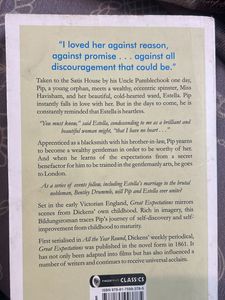 "I loved her against reason,
against promise . . . against all
discouragement that could be."
Taken to the Satis House by his Uncle Pumblechook one day,
Pip, a young orphan, meets a wealthy, eccentric spinster, Miss
Havisham, and her beautiful, cold-hearted ward, Estella. Pip
instantly falls in love with her. But in the days to come, he is
constantly reminded that Estella is heartless.
"You must know," said Estella, condescending to me as a brilliant and
beautiful woman might, "that I have no heart . . ."
Apprenticed as a blacksmith with his brother-in-law, Pip yearns
to become a wealthy gentleman in order to be worthy of her.
And when he learns of the expectations from a secret
benefactor for him to be trained in the gentlemanly arts, he goes
to London.
As a series of events follow, including Estella's marriage to the brutal
nobleman, Bentley Drummle, will Pip and Estella ever unite?
Set in the early Victorian England, Great Expectations mirrors
scenes from Dickens' own childhood. Rich in imagery, this
Bildungsroman traces Pip's journey of self-discovery and self-
improvement from childhood to maturity.
First serialised in All the Year Round, Dickens' weekly periodical,
Great Expectations was published in the novel form in 1861. It
has not only been adapted into films but has also influenced a
number of writers and continues to receive universal acclaim.
CLASSICS